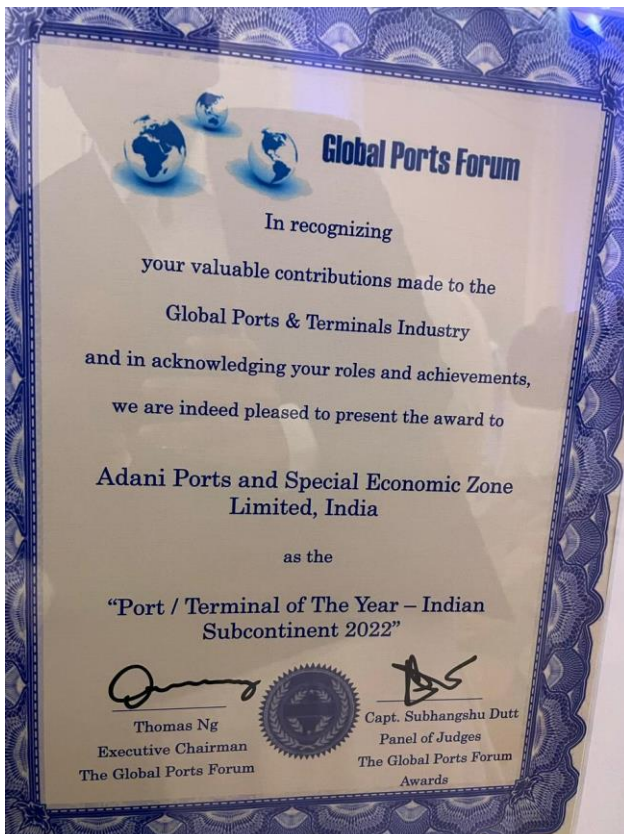 Global Ports Forum
In recognizing
your valuable contributions made to the
Global Ports & Terminals Industry
and in acknowledging your roles and achievements,
we are indeed pleased to present the award to
Adani Ports and Special Economic Zone
Limited, India
as the
“Port / Terminal of The Year – Indian
Subcontinent 2022”
Thomas Ng
Executive Chairman
The Global Ports Forum
Capt. Subhangshu Dutt
Panel of Judges
The Global Ports Forum
Awards